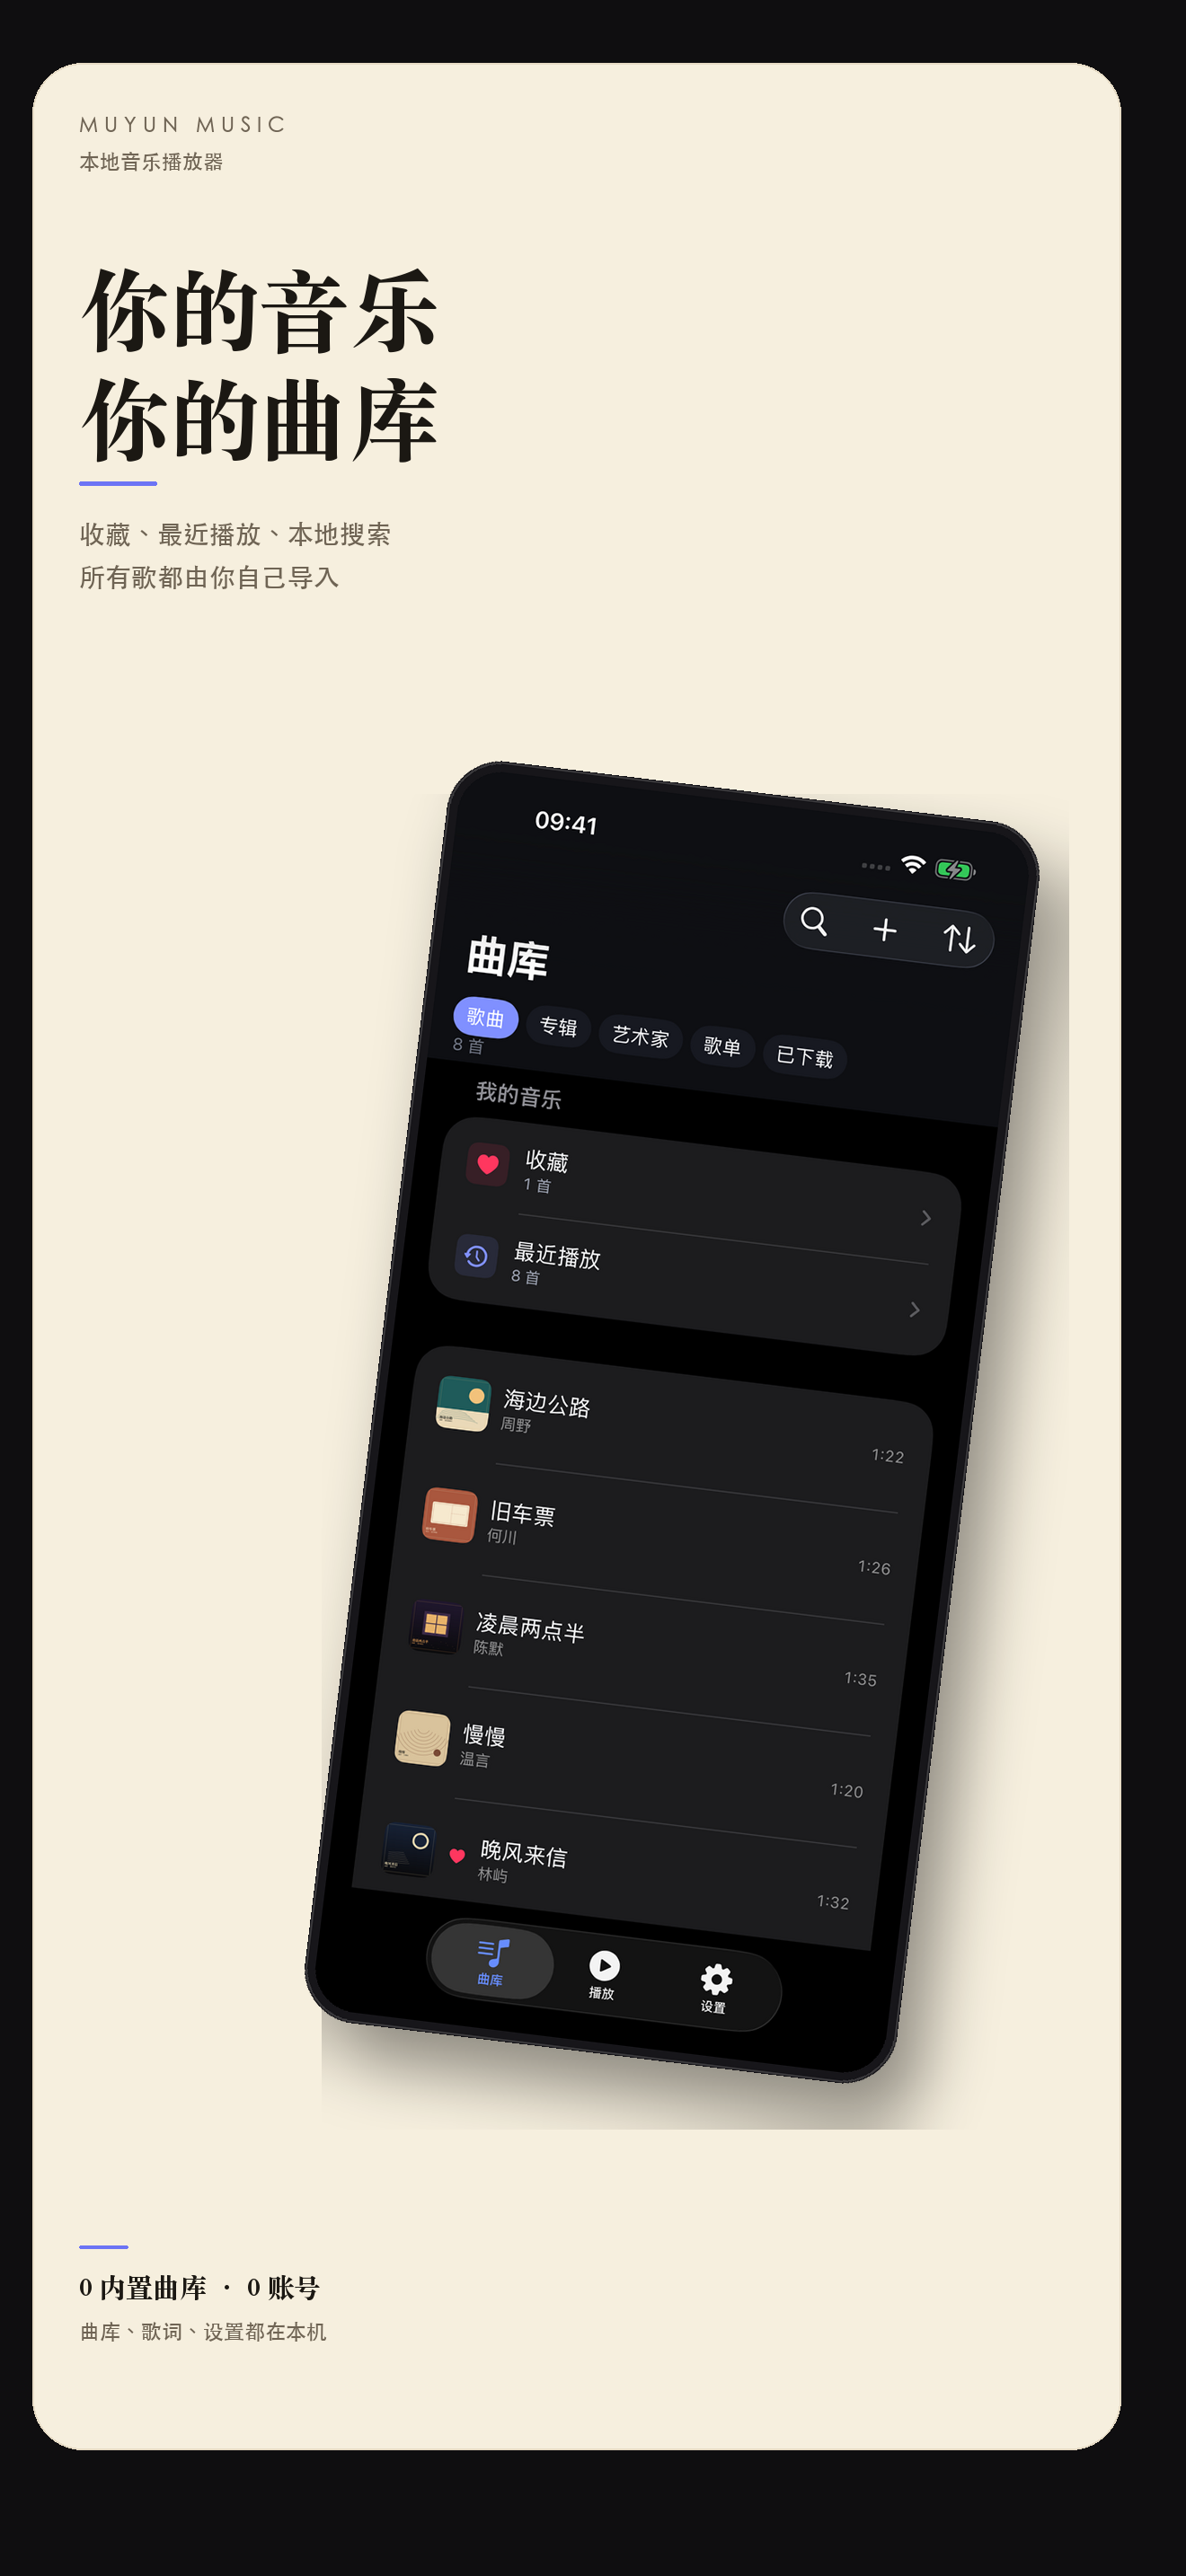 MUYUN MUSIC
本地音乐播放器
你的音乐
你的曲库
收藏、最近播放、本地搜索
所有歌都由你自己导入
09:41
曲库
歌曲 专辑 艺术家 歌单 已下载
8 首
我的音乐
收藏
1 首
最近播放
8 首
海边公路
周野
1:22
旧车票
何川
1:26
凌晨两点半
陈默
1:35
慢慢
温言
1:20
晚风来信
林屿
1:32
曲库 播放 设置
0 内置曲库 · 0 账号
曲库、歌词、设置都在本机